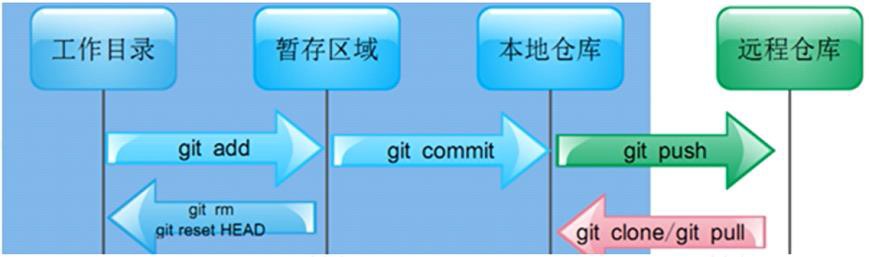 工作目录
暂存区域
本地仓库
远程仓库
git add
git commit
git push
git rm
git reset HEAD
git clone/git pull